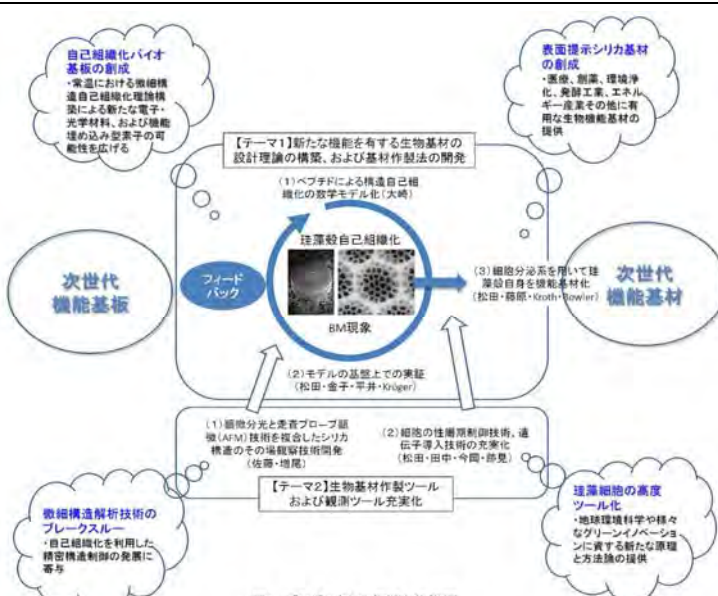 自己組織化バイオ
基板の創成
・常温における微細構
造自己組織化理論構
築による新たな電子・
光学材料、および機能
埋め込み型素子の可
能性を広げる
表面提示シリカ基材
の創成
・医療、創薬、環境浄
化、発酵工業、エネル
ギー産業その他に有
用な生物機能基材の
提供
【テーマ1】新たな機能を有する生物基材の
設計理論の構築、および基材作製法の開発
(1)ペプチドによる構造自己組
織化の数学モデル化(大崎)
珪藻殻自己組織化
BM現象
フィード
バック
次世代
機能基板
(3)細胞分泌系を用いて珪
藻殻自身を機能基材化
(松田・藤原・Kroth・Bowler)
次世代
機能基材
(2)モデルの基盤上での実証
(松田・金子・平井・Kröger)
(1)顕微分光と走査プローブ顕
微(AFM)技術を複合したシリカ
構造のその場観察技術開発
(佐藤・増尾)
(2)細胞の性周期制御技術、遺
伝子導入技術の充実化
(松田・田中・今岡・跡見)
【テーマ2】生物基材作製ツール
および観測ツール充実化
微細構造解析技術の
ブレークスルー
・自己組織化を利用した
精密構造制御の発展に
寄与
珪藻細胞の高度
ツール化
・地球環境科学や様々
なグリーンイノベーショ
ンに資する新たな原理
と方法論の提供